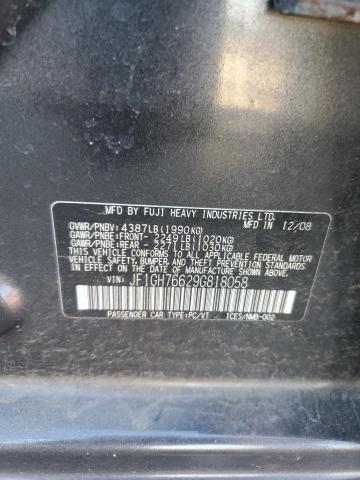 MFD BY FUJI HEAVY INDUSTRIES LTD.
MFD IN 12/08
GVWR/PNBV: 4387LB(1990KG)
GAWR/PNBE:FRONT- 2249LB(1020KG)
GAWR/PNBE:REAR - 2271LB(1030KG)
THIS VEHICLE CONFORMS TO ALL APPLICABLE FEDERAL MOTOR
VEHICLE SAFETY, BUMPER, AND THEFT PREVENTION STANDARDS
IN EFFECT ON THE DATE OF MANUFACTURE SHOWN ABOVE.
VIN: JF1GH76629G818058
PASSENGER CAR TYPE:PC/VT ICES/NMB-002